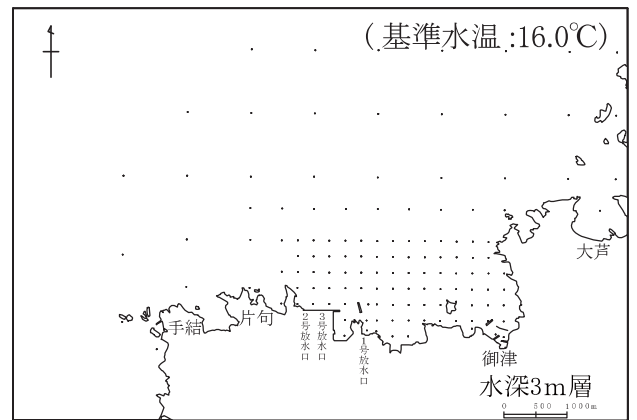 (基準水温:16.0℃)
大芦
手結
片句
2号放水口
3号放水口
1号放水口
御津
水深3m層
0 500 1000m